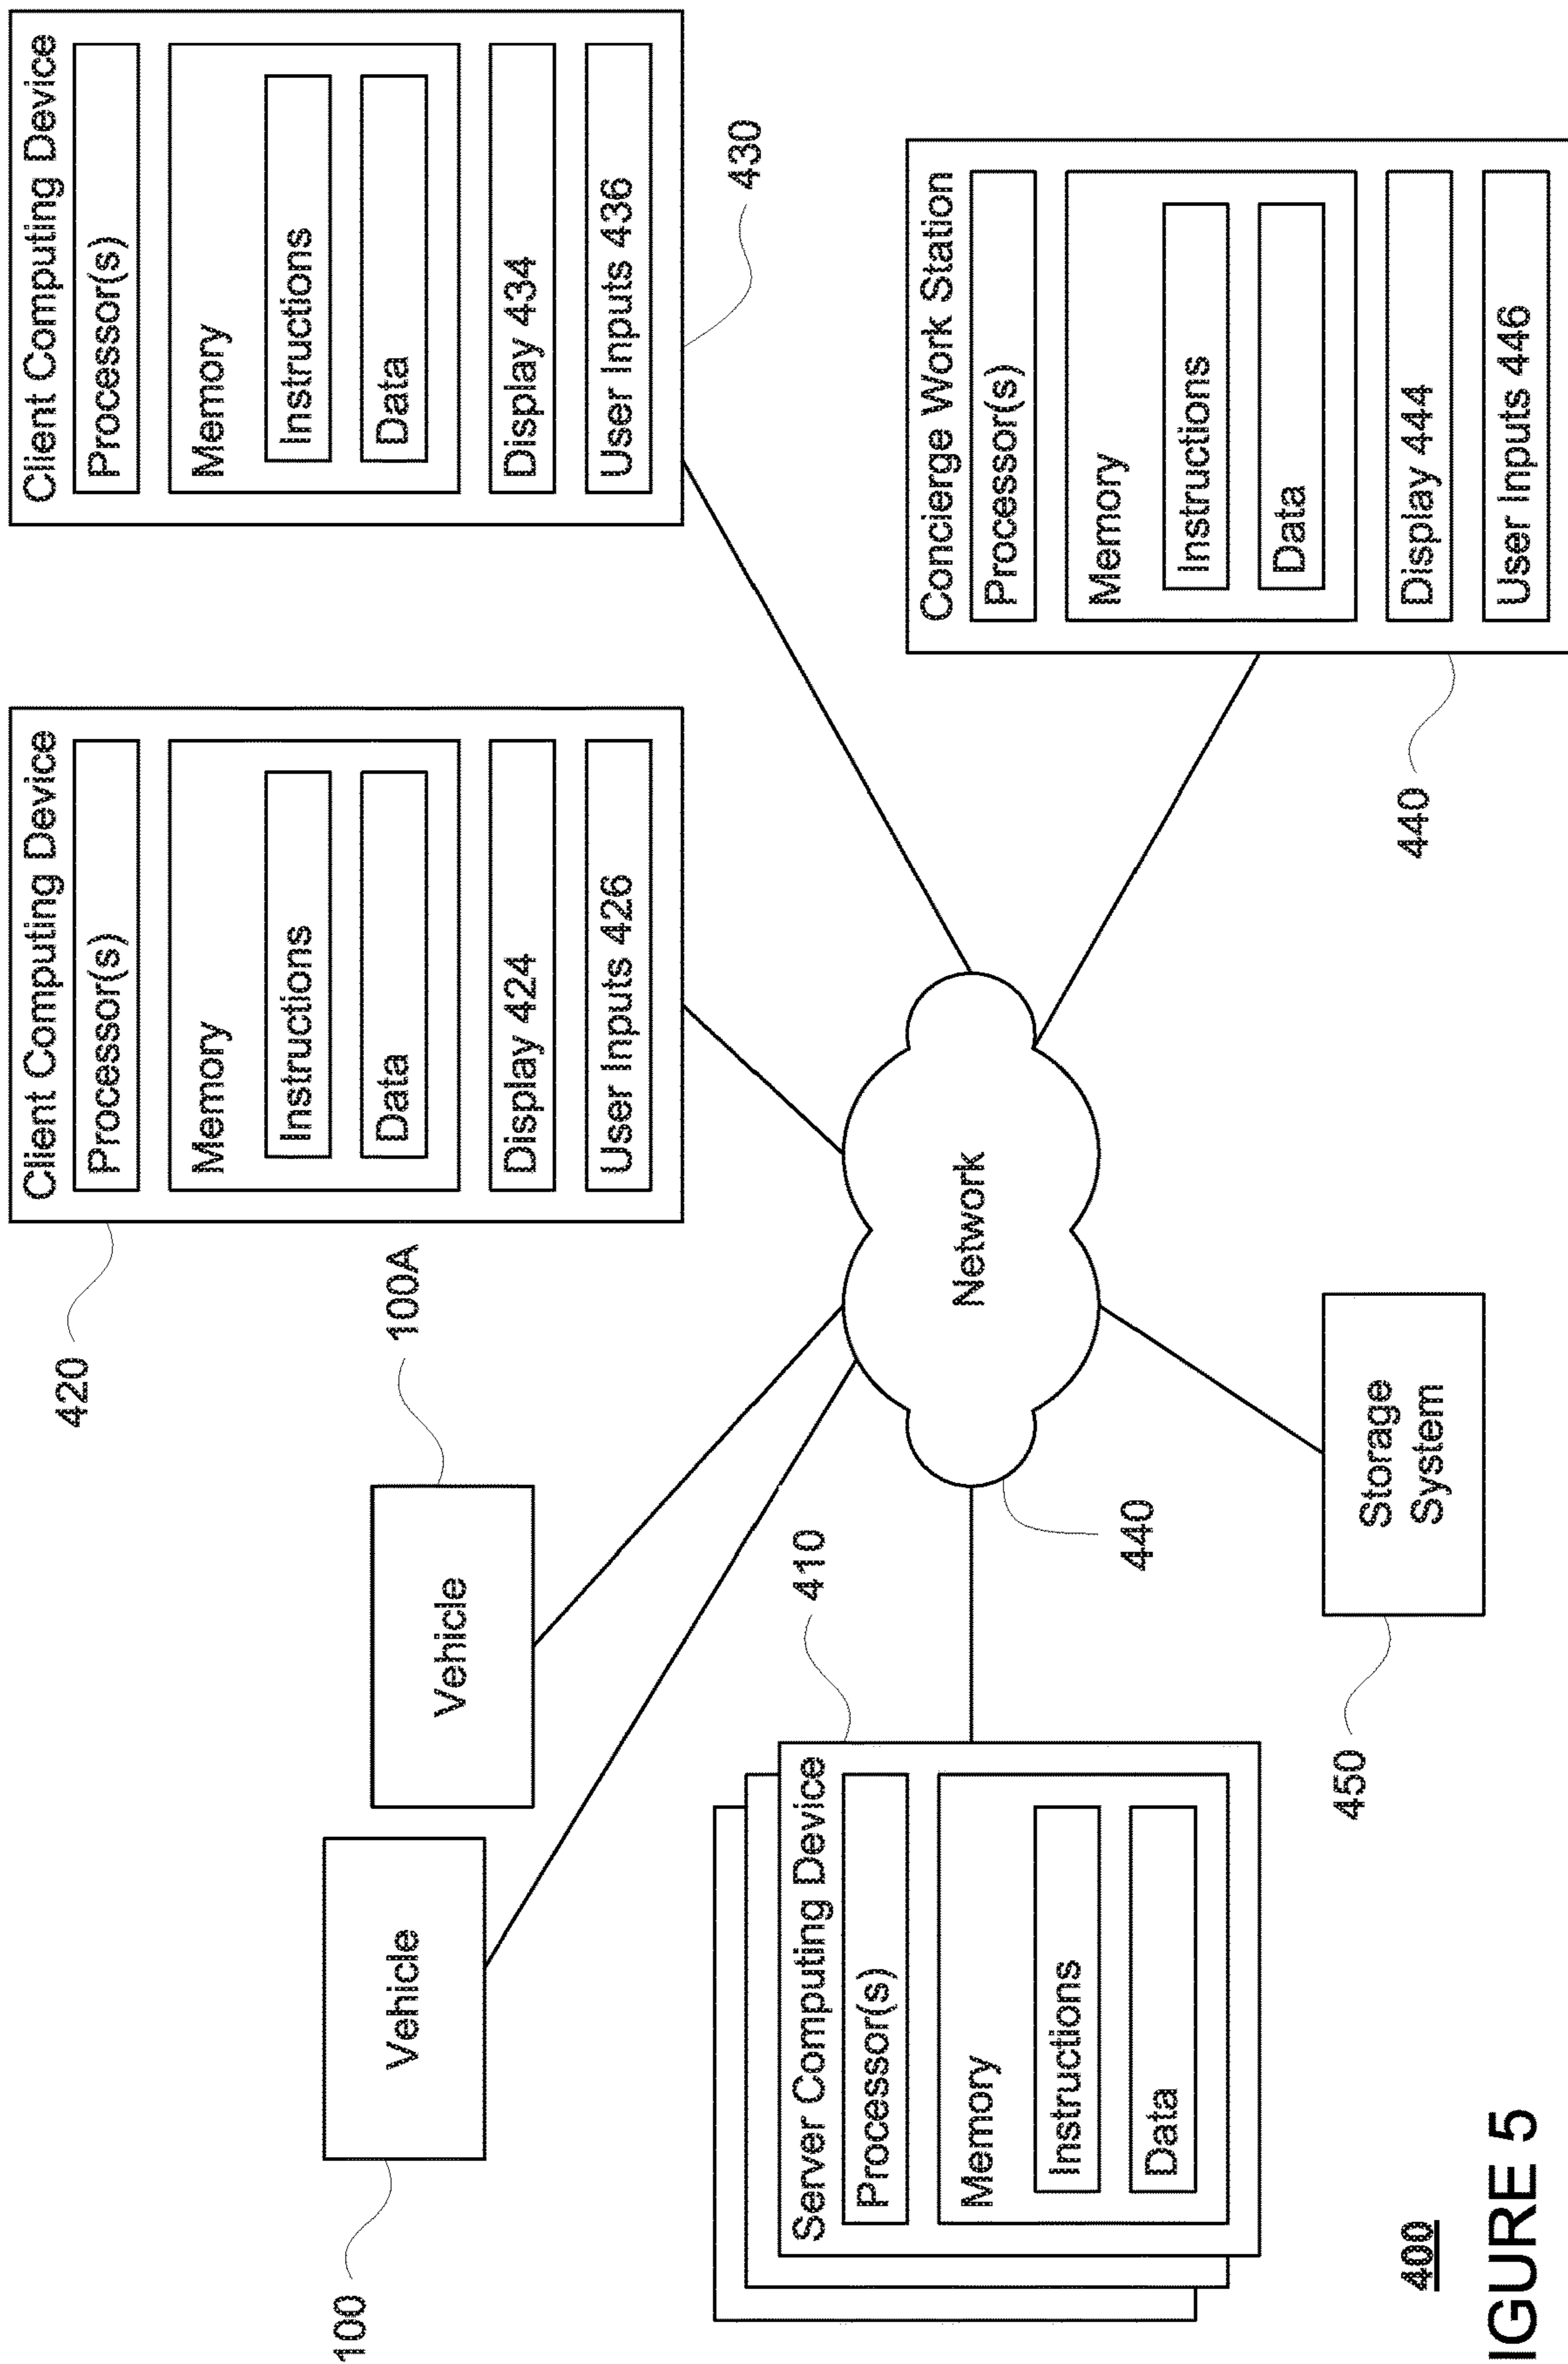 Client Computing Device
Processor(s)
Memory
Instructions
Data
Display 424
User Inputs 426
420
Client Computing Device
Processor(s)
Memory
Instructions
Data
Display 434
User Inputs 436
430
Vehicle
100
Vehicle
100A
Server Computing Device
Processor(s)
Memory
Instructions
Data
410
Network
440
Concierge Work Station
Processor(s)
Memory
Instructions
Data
Display 444
User Inputs 446
440
Storage
System
450
400
IGURE 5